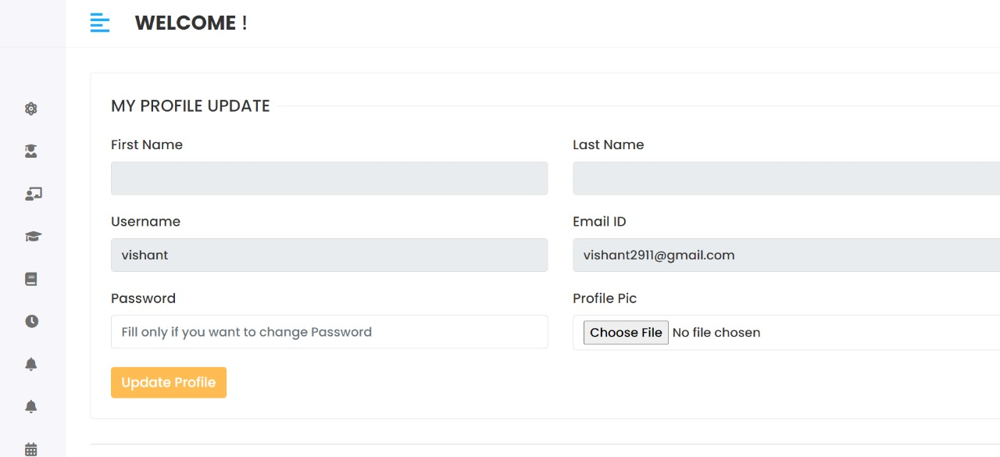 WELCOME !
MY PROFILE UPDATE
First Name
Last Name
Username
Email ID
vishant
vishant2911@gmail.com
Password
Profile Pic
Fill only if you want to change Password
Choose File No file chosen
Update Profile